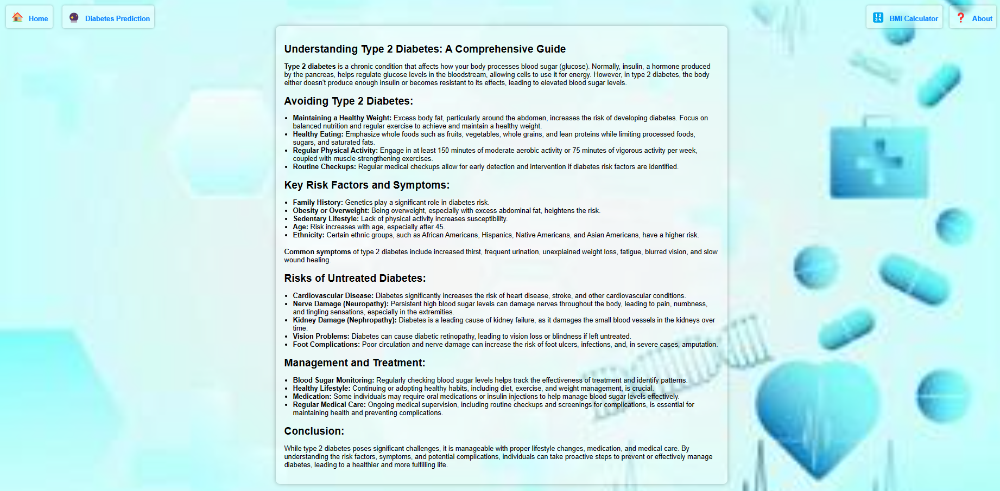 🏠 Home
🔮 Diabetes Prediction
🔢 BMI Calculator
❓ About
Understanding Type 2 Diabetes: A Comprehensive Guide
Type 2 diabetes is a chronic condition that affects how your body processes blood sugar (glucose). Normally, insulin, a hormone produced
by the pancreas, helps regulate glucose levels in the bloodstream, allowing cells to use it for energy. However, in type 2 diabetes, the body
either doesn't produce enough insulin or becomes resistant to its effects, leading to elevated blood sugar levels.
Avoiding Type 2 Diabetes:
• Maintaining a Healthy Weight: Excess body fat, particularly around the abdomen, increases the risk of developing diabetes. Focus on
balanced nutrition and regular exercise to achieve and maintain a healthy weight.
• Healthy Eating: Emphasize whole foods such as fruits, vegetables, whole grains, and lean proteins while limiting processed foods,
sugars, and saturated fats.
• Regular Physical Activity: Engage in at least 150 minutes of moderate aerobic activity or 75 minutes of vigorous activity per week,
coupled with muscle-strengthening exercises.
• Routine Checkups: Regular medical checkups allow for early detection and intervention if diabetes risk factors are identified.
Key Risk Factors and Symptoms:
• Family History: Genetics play a significant role in diabetes risk.
• Obesity or Overweight: Being overweight, especially with excess abdominal fat, heightens the risk.
• Sedentary Lifestyle: Lack of physical activity increases susceptibility.
• Age: Risk increases with age, especially after 45.
• Ethnicity: Certain ethnic groups, such as African Americans, Hispanics, Native Americans, and Asian Americans, have a higher risk.
Common symptoms of type 2 diabetes include increased thirst, frequent urination, unexplained weight loss, fatigue, blurred vision, and slow
wound healing.
Risks of Untreated Diabetes:
• Cardiovascular Disease: Diabetes significantly increases the risk of heart disease, stroke, and other cardiovascular conditions.
• Nerve Damage (Neuropathy): Persistent high blood sugar levels can damage nerves throughout the body, leading to pain, numbness,
and tingling sensations, especially in the extremities.
• Kidney Damage (Nephropathy): Diabetes is a leading cause of kidney failure, as it damages the small blood vessels in the kidneys over
time.
• Vision Problems: Diabetes can cause diabetic retinopathy, leading to vision loss or blindness if left untreated.
• Foot Complications: Poor circulation and nerve damage can increase the risk of foot ulcers, infections, and, in severe cases, amputation.
Management and Treatment:
• Blood Sugar Monitoring: Regularly checking blood sugar levels helps track the effectiveness of treatment and identify patterns.
• Healthy Lifestyle: Continuing or adopting healthy habits, including diet, exercise, and weight management, is crucial.
• Medication: Some individuals may require oral medications or insulin injections to help manage blood sugar levels effectively.
• Regular Medical Care: Ongoing medical supervision, including routine checkups and screenings for complications, is essential for
maintaining health and preventing complications.
Conclusion:
While type 2 diabetes poses significant challenges, it is manageable with proper lifestyle changes, medication, and medical care. By
understanding the risk factors, symptoms, and potential complications, individuals can take proactive steps to prevent or effectively manage
diabetes, leading to a healthier and more fulfilling life.